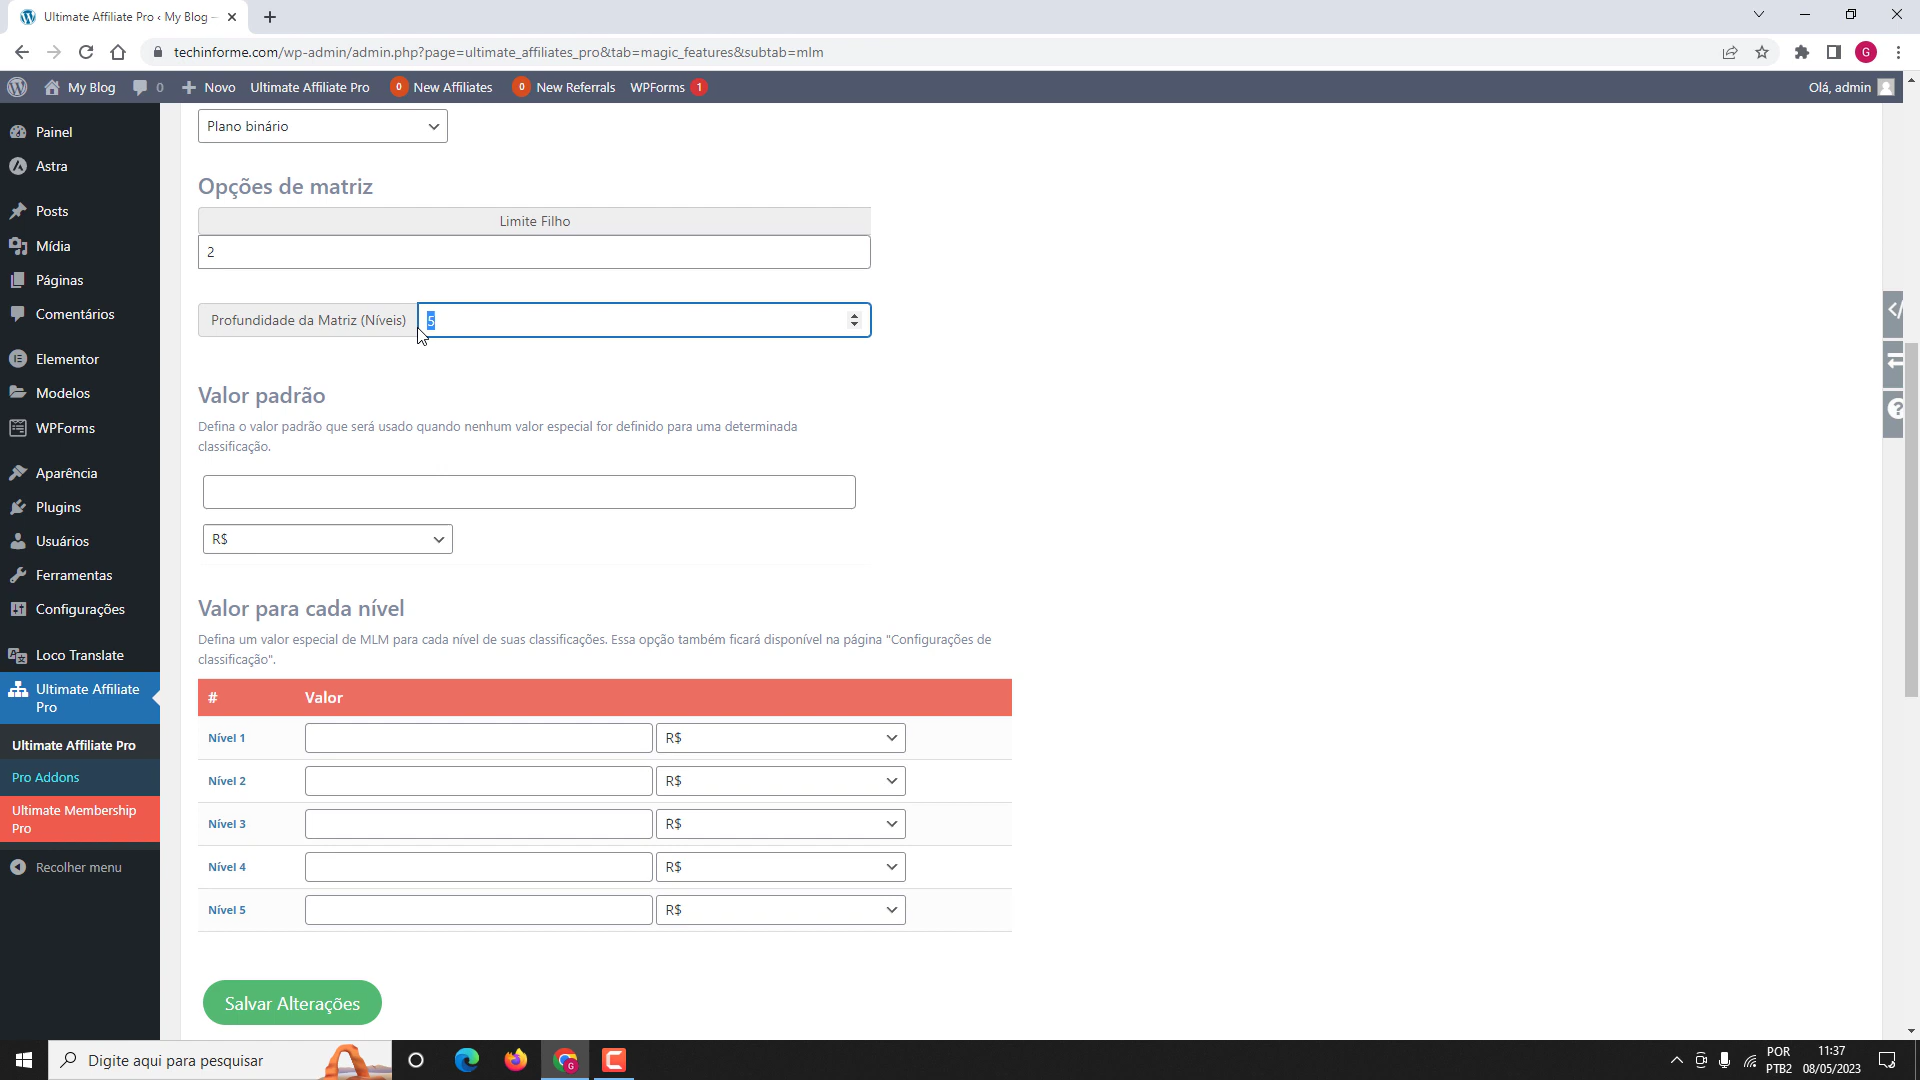 Ultimate Affiliate Pro ‹ My Blog –
techinforme.com/wp-admin/admin.php?page=ultimate_affiliates_pro&tab=magic_features&subtab=mlm
G
My Blog
0
Novo
Ultimate Affiliate Pro
0
New Affiliates
0
New Referrals
WPForms
1
Olá, admin
Painel
Astra
Posts
Mídia
Páginas
Comentários
Elementor
Modelos
WPForms
Aparência
Plugins
Usuários
Ferramentas
Configurações
Loco Translate
Ultimate Affiliate
Pro
Ultimate Affiliate Pro
Pro Addons
Ultimate Membership
Pro
Recolher menu
Plano binário
Opções de matriz
Limite Filho
2
Profundidade da Matriz (Níveis)
5
Valor padrão
Defina o valor padrão que será usado quando nenhum valor especial for definido para uma determinada
classificação.
R$
Valor para cada nível
Defina um valor especial de MLM para cada nível de suas classificações. Essa opção também ficará disponível na página "Configurações de
classificação".
# Valor
Nível 1 R$
Nível 2 R$
Nível 3 R$
Nível 4 R$
Nível 5 R$
Salvar Alterações
Digite aqui para pesquisar
POR
PTB2
11:37
08/05/2023